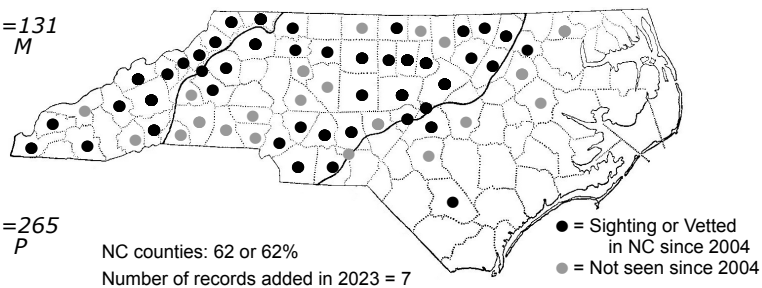 =131
M
=265
P
NC counties: 62 or 62%
Number of records added in 2023 = 7
● = Sighting or Vetted
in NC since 2004
● = Not seen since 2004